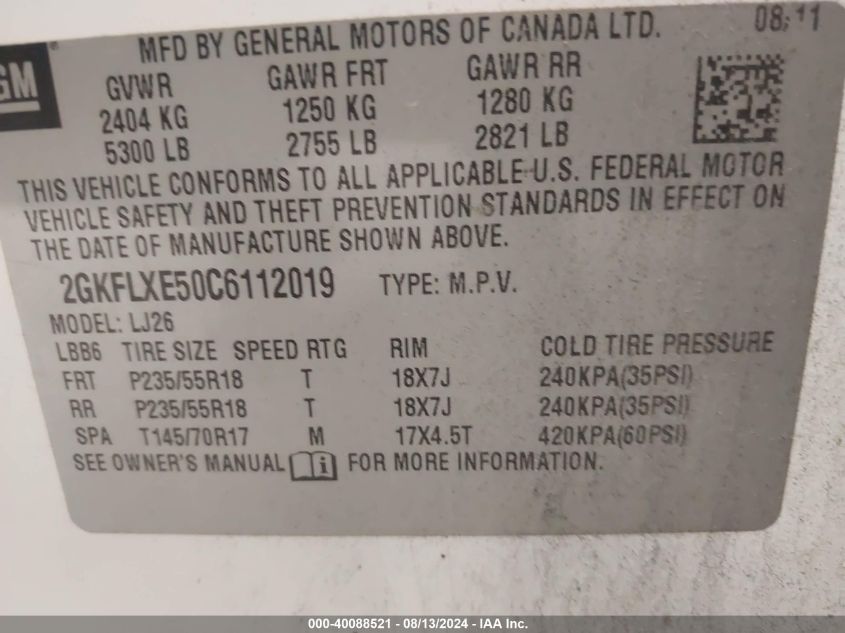 GM
MFD BY GENERAL MOTORS OF CANADA LTD. 08/11
GVWR GAWR FRT GAWR RR
2404 KG 1250 KG 1280 KG
5300 LB 2755 LB 2821 LB
THIS VEHICLE CONFORMS TO ALL APPLICABLE U.S. FEDERAL MOTOR
VEHICLE SAFETY AND THEFT PREVENTION STANDARDS IN EFFECT ON
THE DATE OF MANUFACTURE SHOWN ABOVE.
2GKFLXE50C6112019 TYPE: M.P.V.
MODEL: LJ26
LBB6 TIRE SIZE SPEED RTG RIM COLD TIRE PRESSURE
FRT P235/55R18 T 18X7J 240KPA(35PSI)
RR P235/55R18 T 18X7J 240KPA(35PSI)
SPA T145/70R17 M 17X4.5T 420KPA(60PSI)
SEE OWNER'S MANUAL i FOR MORE INFORMATION.
000-40088521 - 08/13/2024 - IAA Inc.